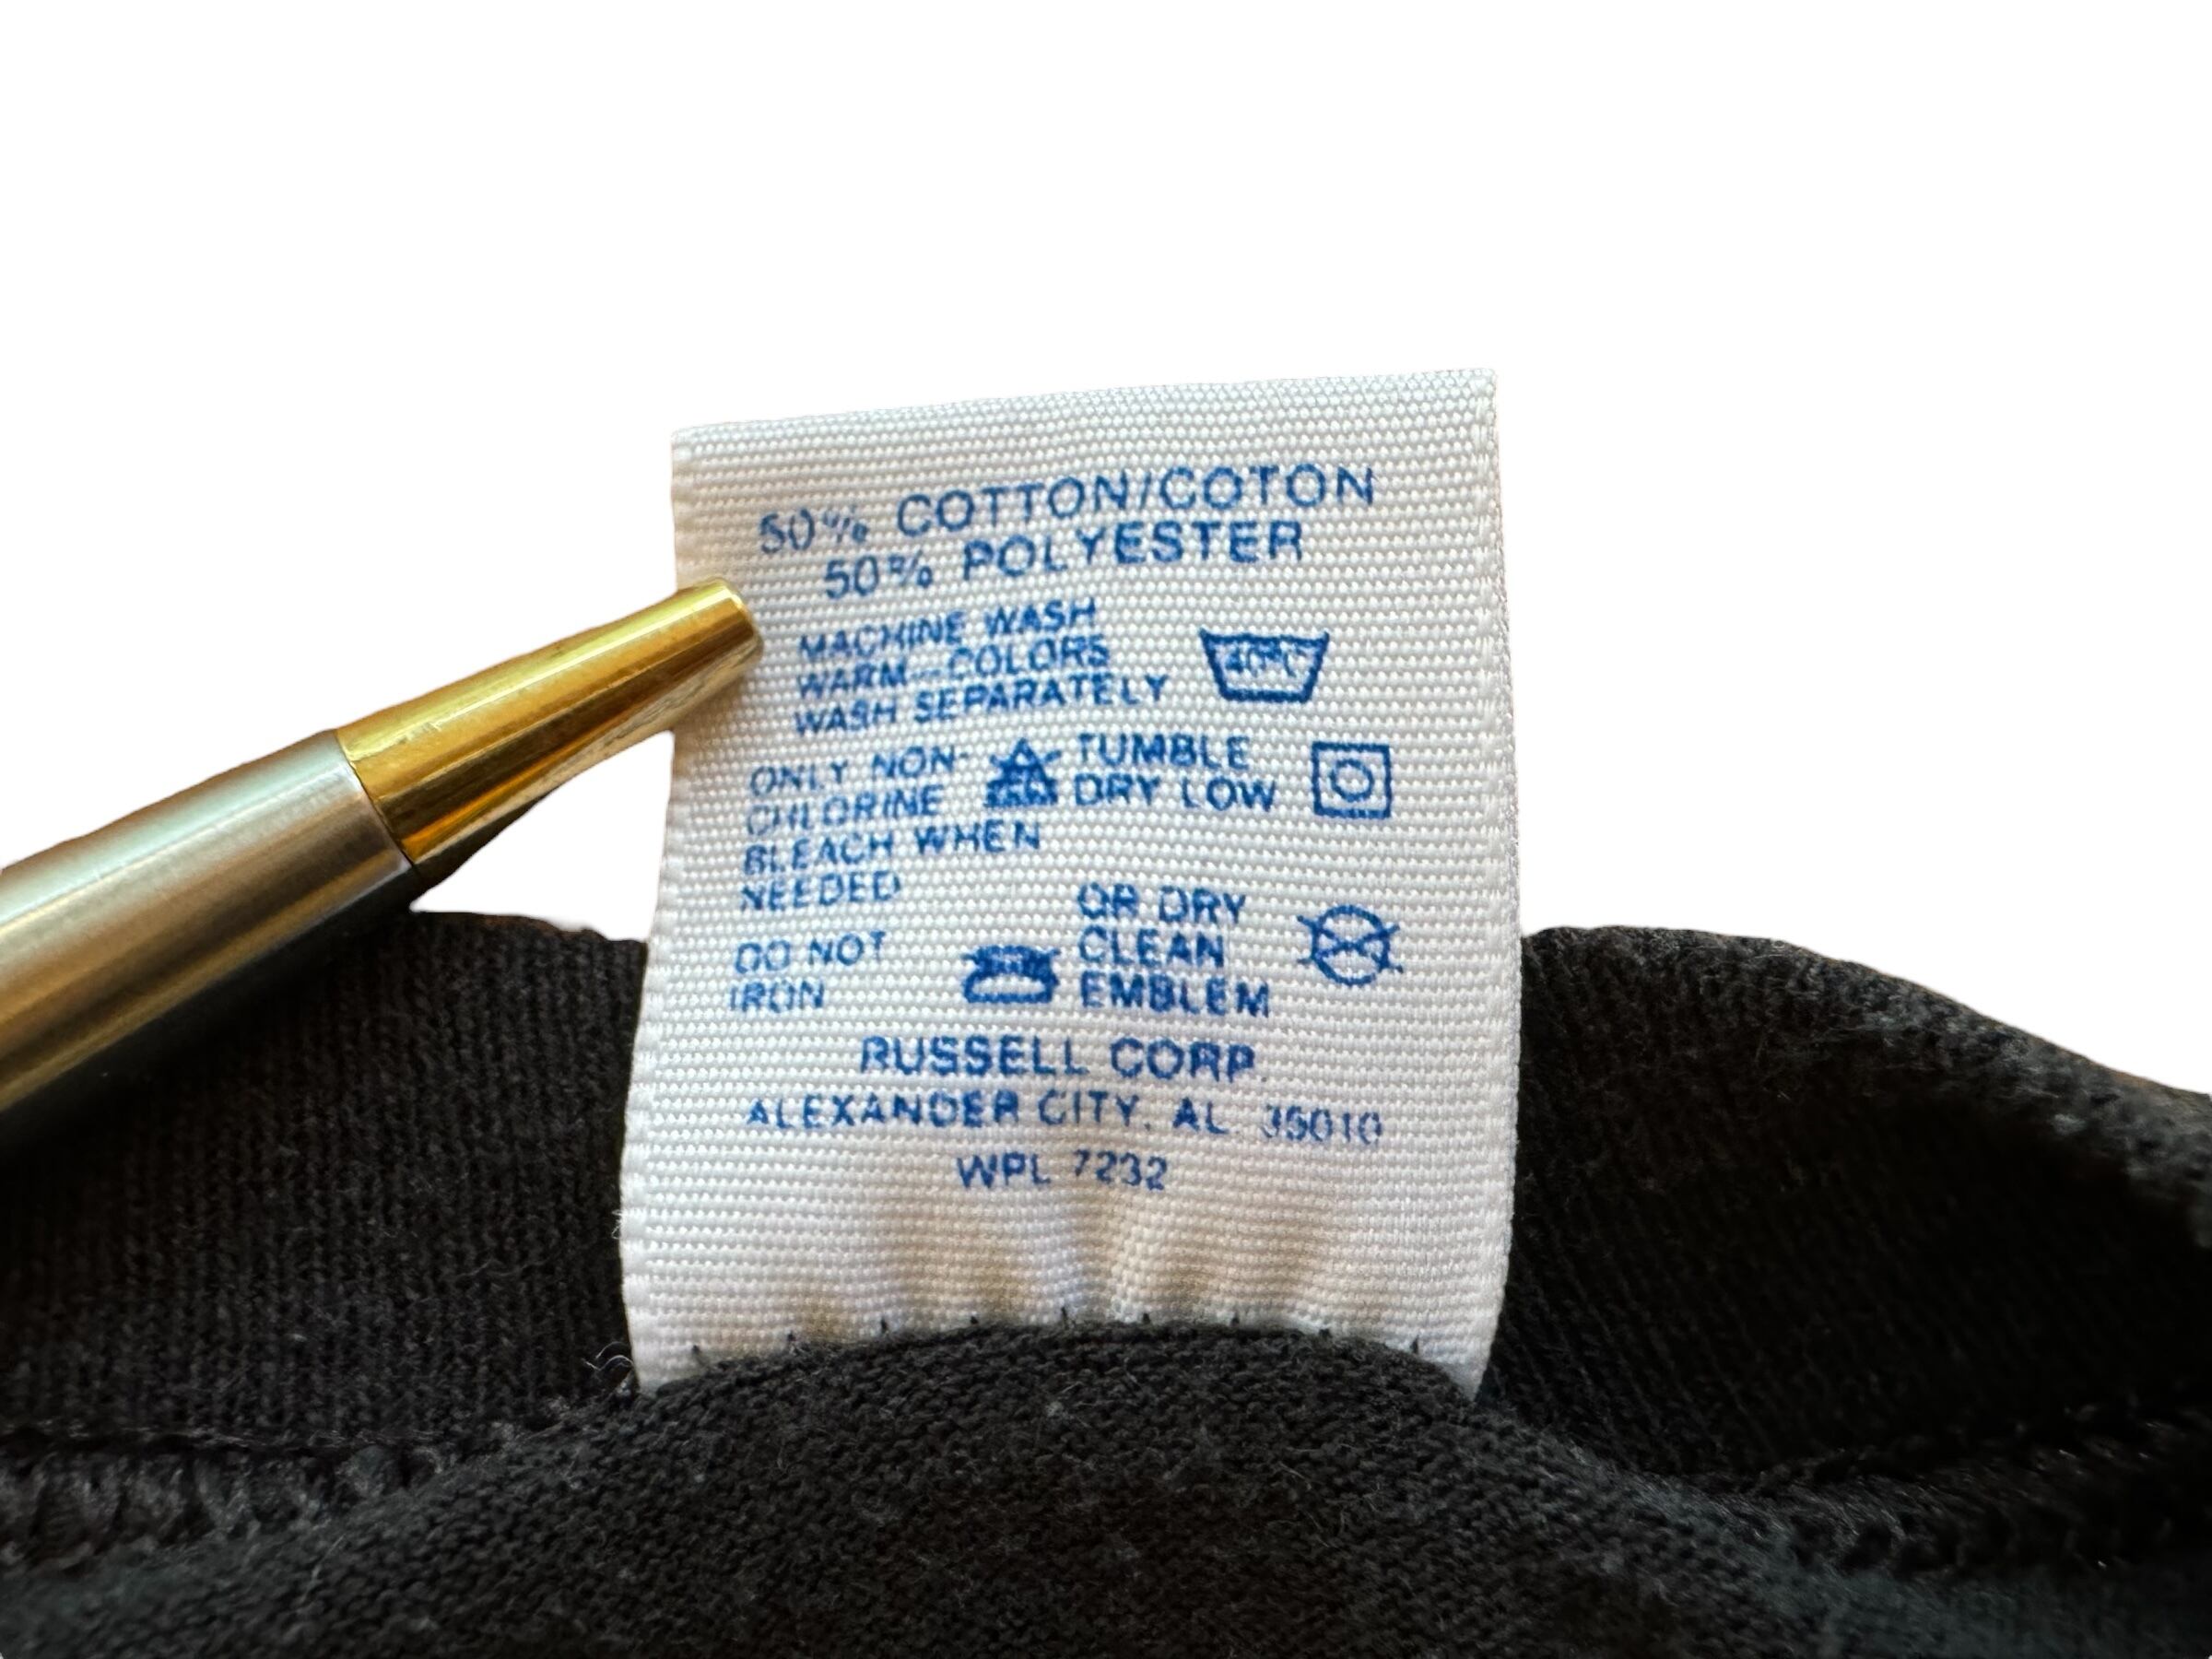 50% COTTON/COTON
50% POLYESTER
MACHINE WASH
WARM—COLORS
WASH SEPARATELY
40°C
ONLY NON-
CHLORINE
BLEACH WHEN
NEEDED
TUMBLE
DRY LOW
DO NOT
IRON
OR DRY
CLEAN
EMBLEM
RUSSELL CORP.
ALEXANDER CITY, AL 35010
WPL 7232